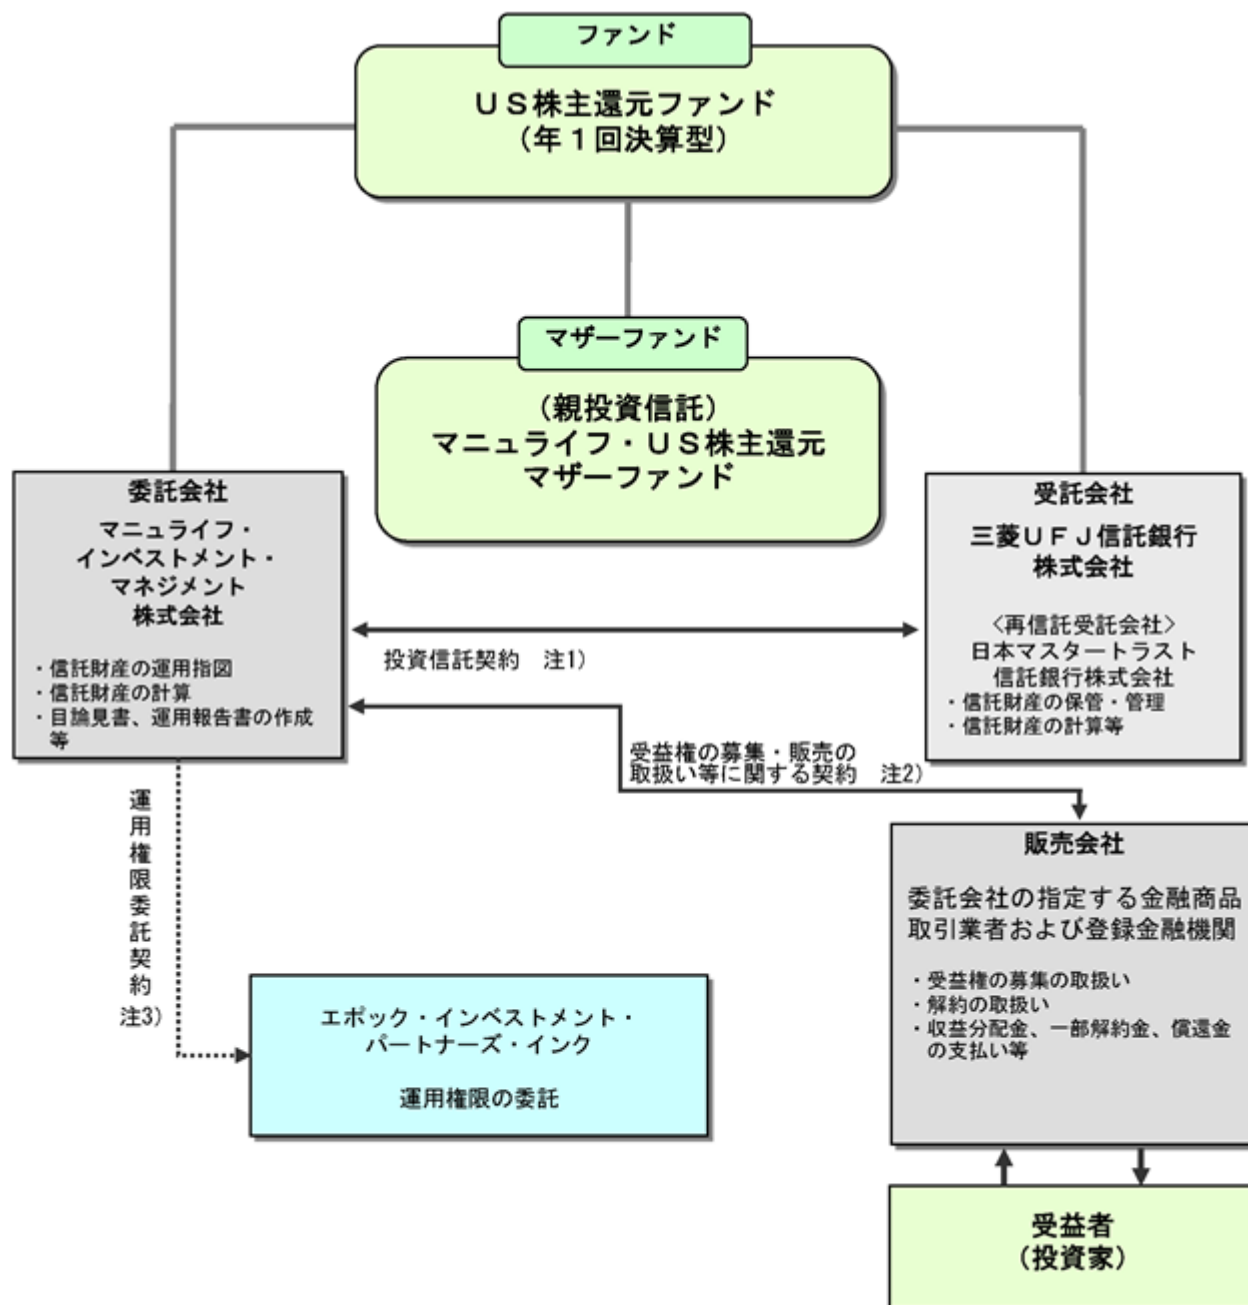 ファンド
ＵＳ株主還元ファンド
（年１回決算型）
マザーファンド
（親投資信託）
マニュライフ・ＵＳ株主還元
マザーファンド
委託会社
マニュライフ・
インベストメント・
マネジメント
株式会社
・信託財産の運用指図
・信託財産の計算
・目論見書、運用報告書の作成
等
受託会社
三菱ＵＦＪ信託銀行
株式会社
〈再信託受託会社〉
日本マスタートラスト
信託銀行株式会社
・信託財産の保管・管理
・信託財産の計算等
投資信託契約　注1）
受益権の募集・販売の
取扱い等に関する契約　注2）
運用権限委託契約
注3）
販売会社
委託会社の指定する金融商品
取引業者および登録金融機関
・受益権の募集の取扱い
・解約の取扱い
・収益分配金、一部解約金、償還金
の支払い等
エポック・インベストメント・
パートナーズ・インク
運用権限の委託
受益者
（投資家）